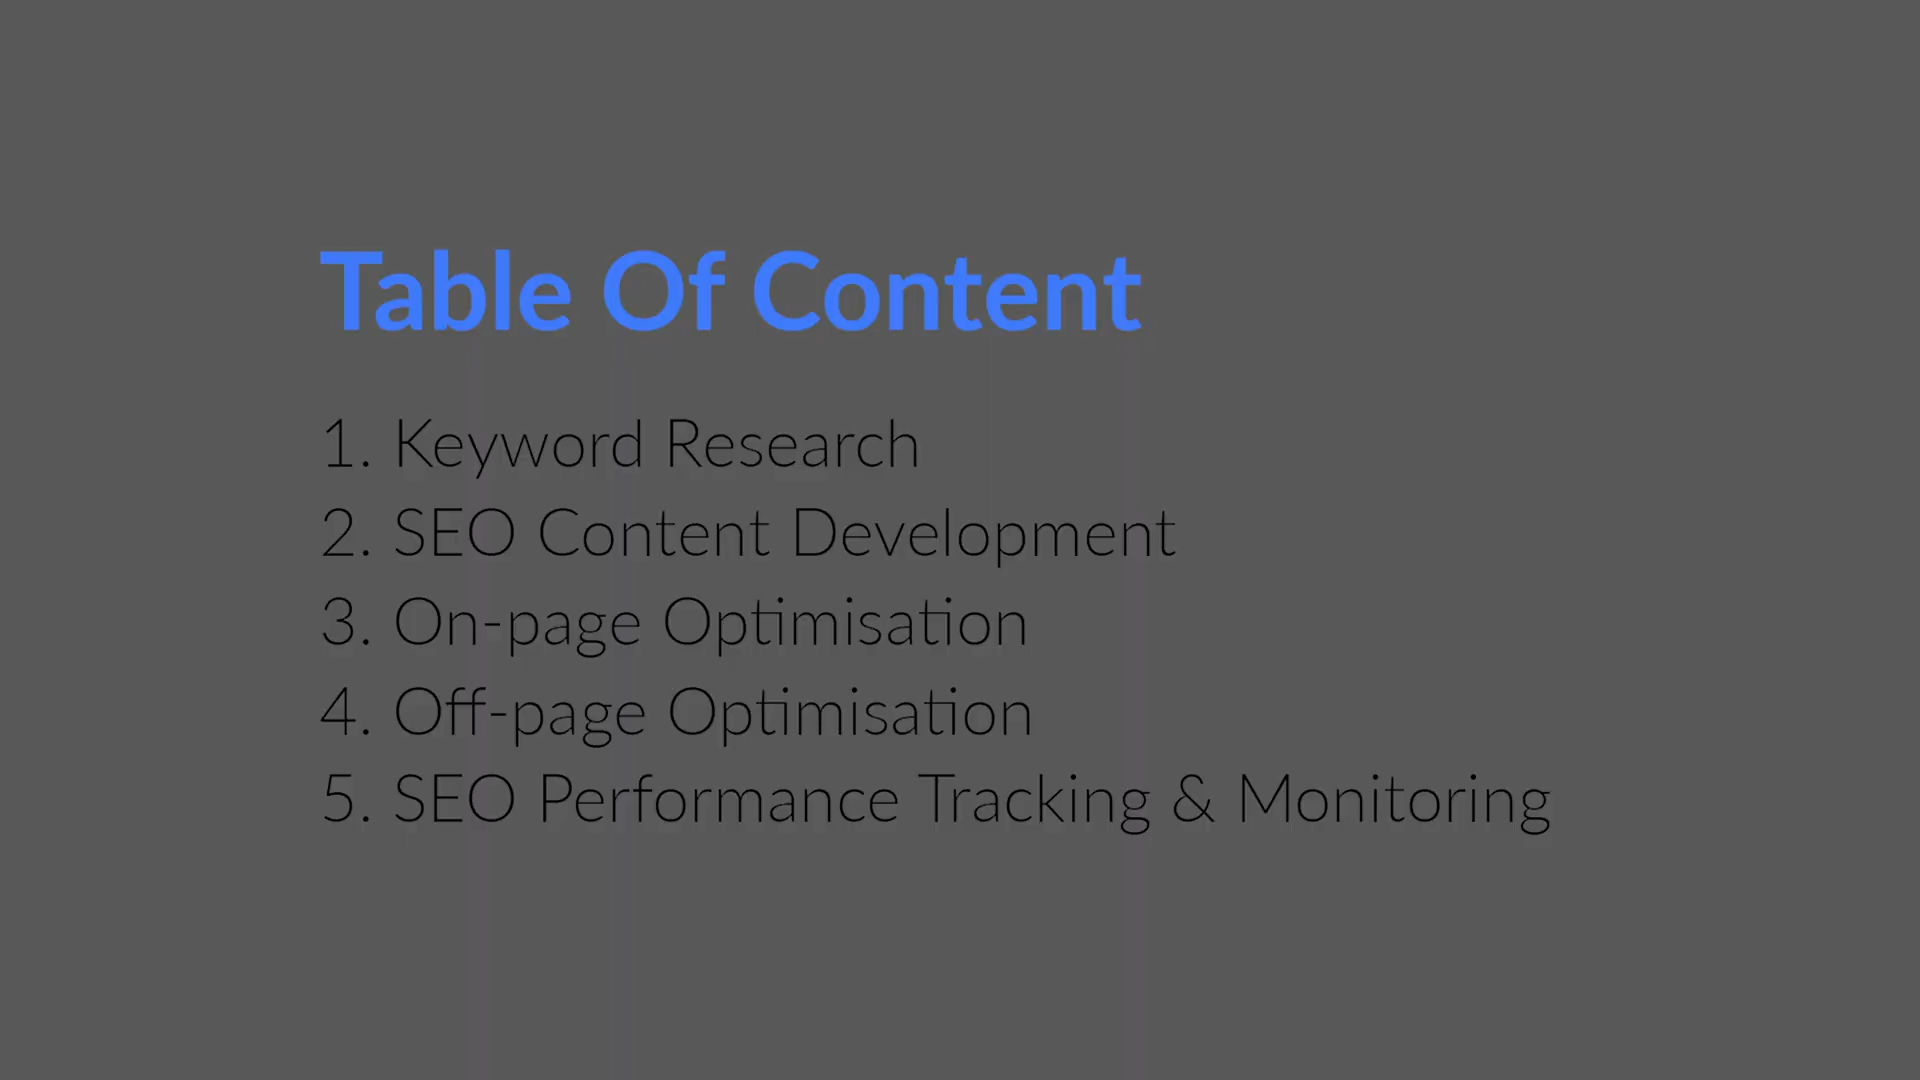 Table Of Content
1. Keyword Research
2. SEO Content Development
3. On-page Optimisation
4. Off-page Optimisation
5. SEO Performance Tracking & Monitoring